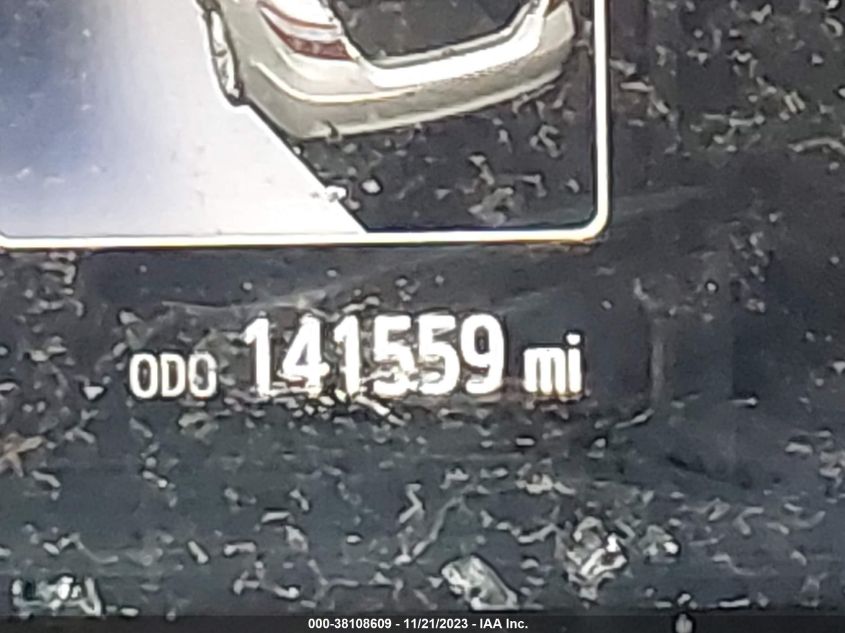 ODO 141559 mi
000-38108609 - 11/21/2023 - IAA Inc.